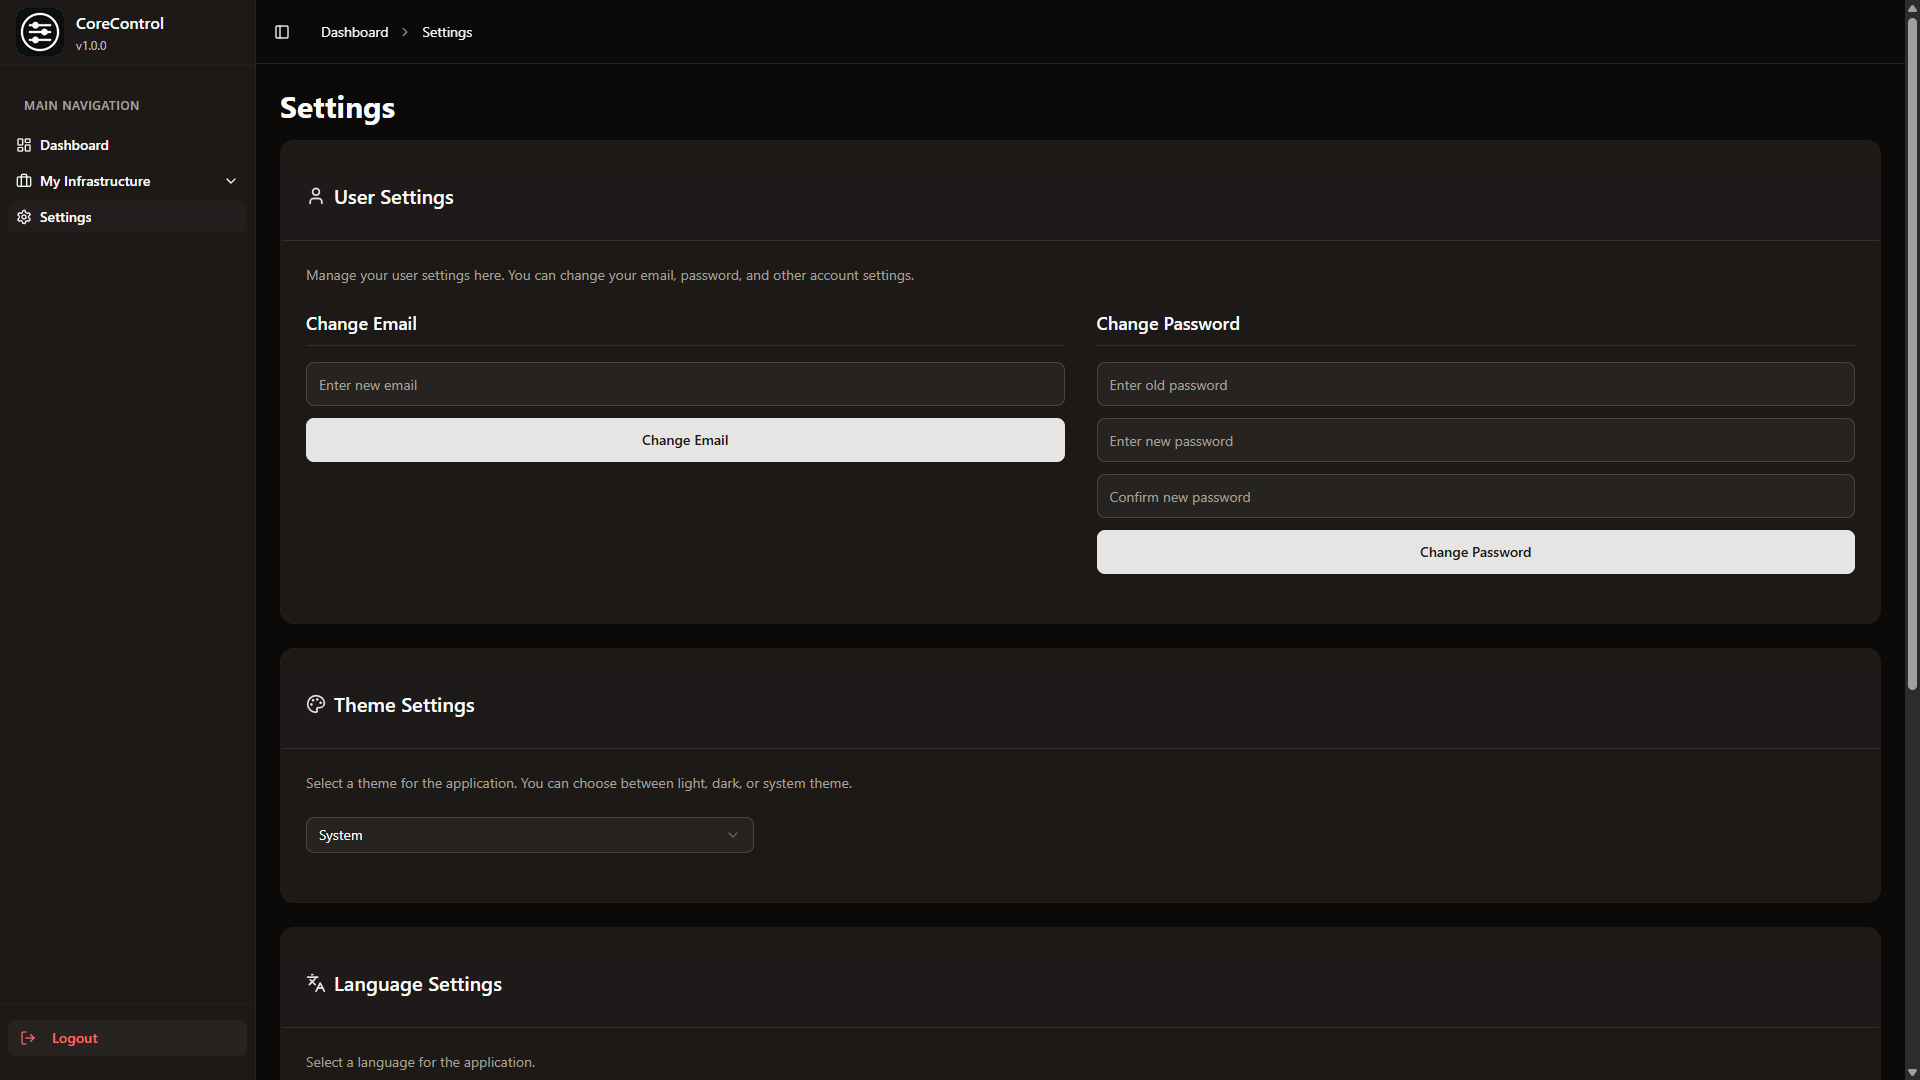 CoreControl
v1.0.0
MAIN NAVIGATION
Dashboard
My Infrastructure
Settings
Logout
Dashboard
Settings
Settings
User Settings
Manage your user settings here. You can change your email, password, and other account settings.
Change Email
Enter new email
Change Email
Change Password
Enter old password
Enter new password
Confirm new password
Change Password
Theme Settings
Select a theme for the application. You can choose between light, dark, or system theme.
System
Language Settings
Select a language for the application.